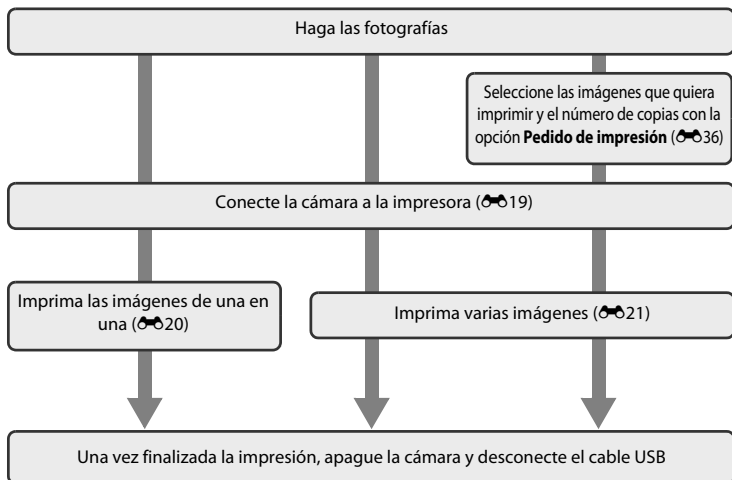 Haga las fotografías
Seleccione las imágenes que quiera
imprimir y el número de copias con la
opción Pedido de impresión (36)
Conecte la cámara a la impresora (19)
Imprima las imágenes de una en
una (20)
Imprima varias imágenes (21)
Una vez finalizada la impresión, apague la cámara y desconecte el cable USB